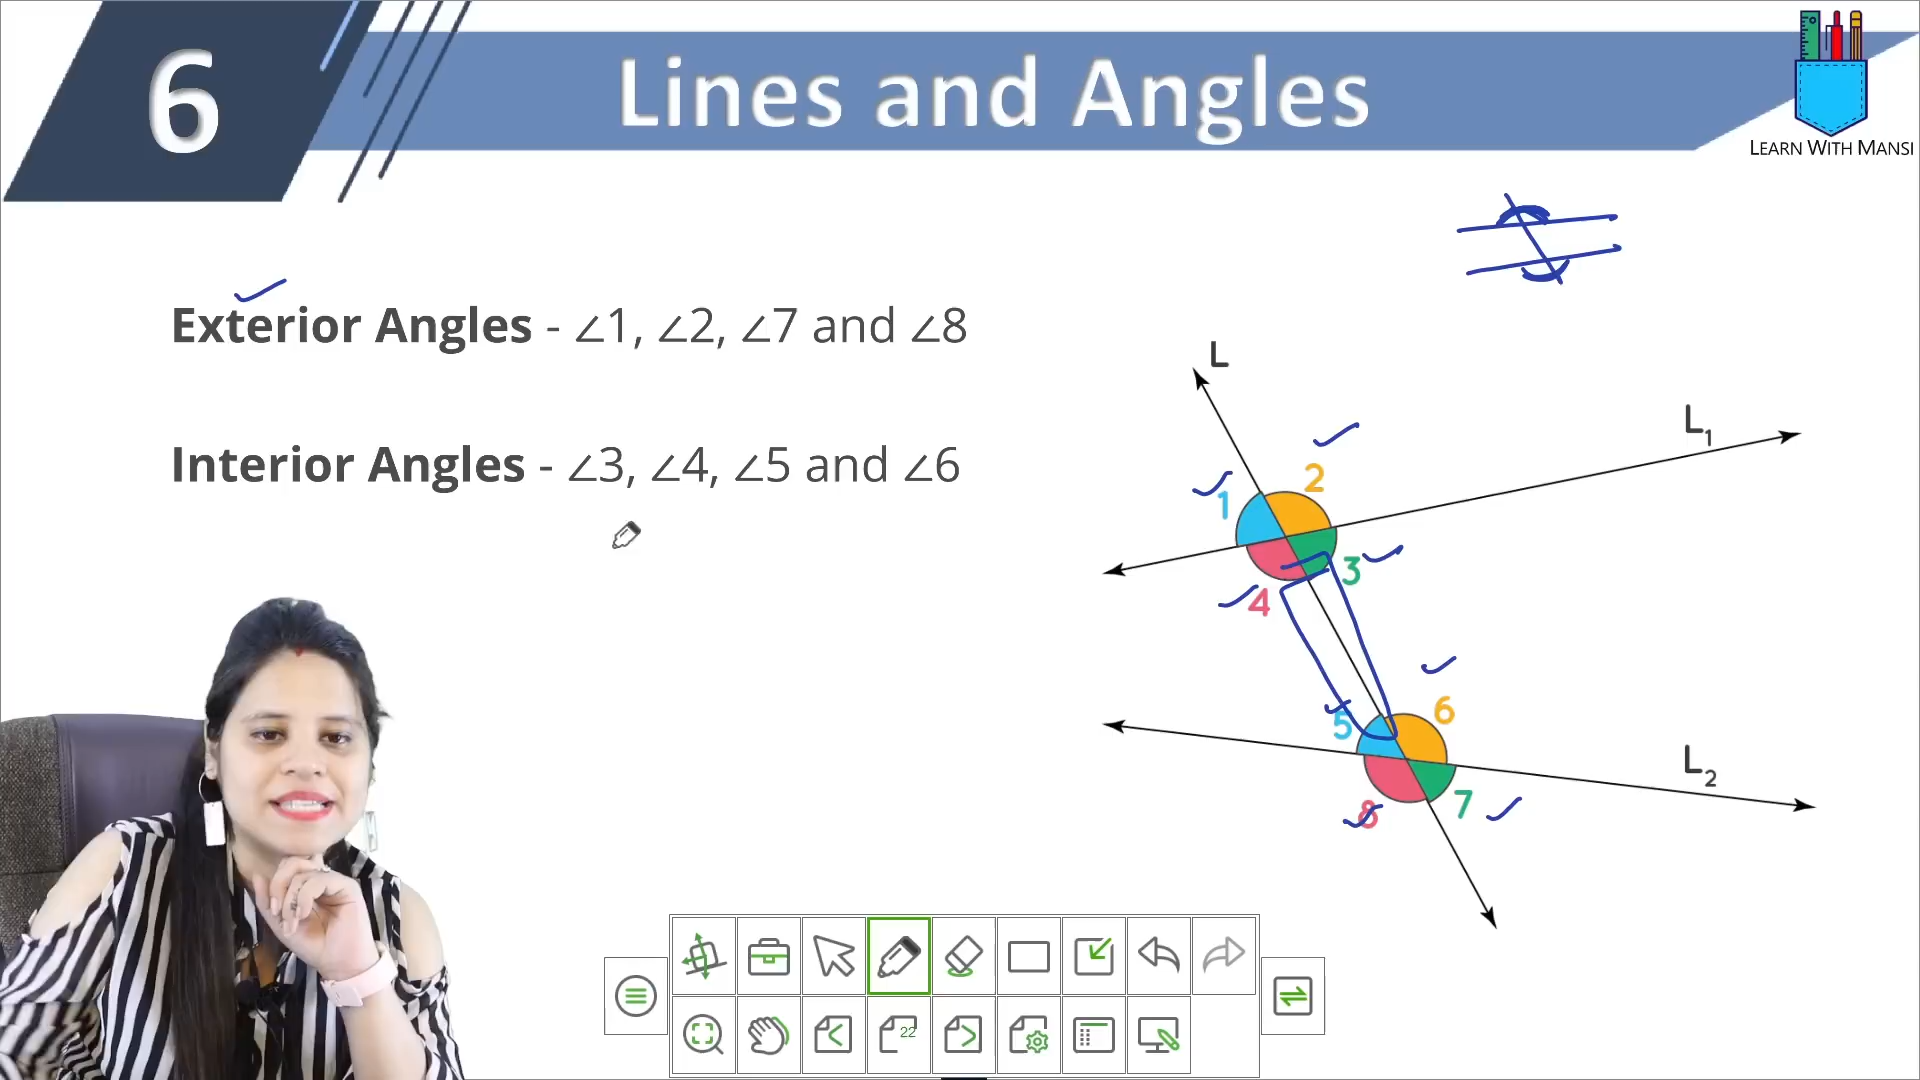 6
Lines and Angles
LEARN WITH MANSI
Exterior Angles - ∠1, ∠2, ∠7 and ∠8
Interior Angles - ∠3, ∠4, ∠5 and ∠6
L
L₁
1
2
3
4
5
6
L₂
7
8
22